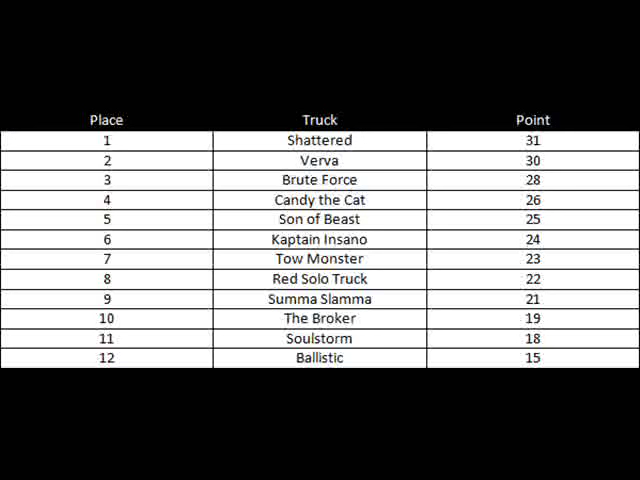 Place Truck Point
1 Shattered 31
2 Verva 30
3 Brute Force 28
4 Candy the Cat 26
5 Son of Beast 25
6 Kaptain Insano 24
7 Tow Monster 23
8 Red Solo Truck 22
9 Summa Slamma 21
10 The Broker 19
11 Soulstorm 18
12 Ballistic 15